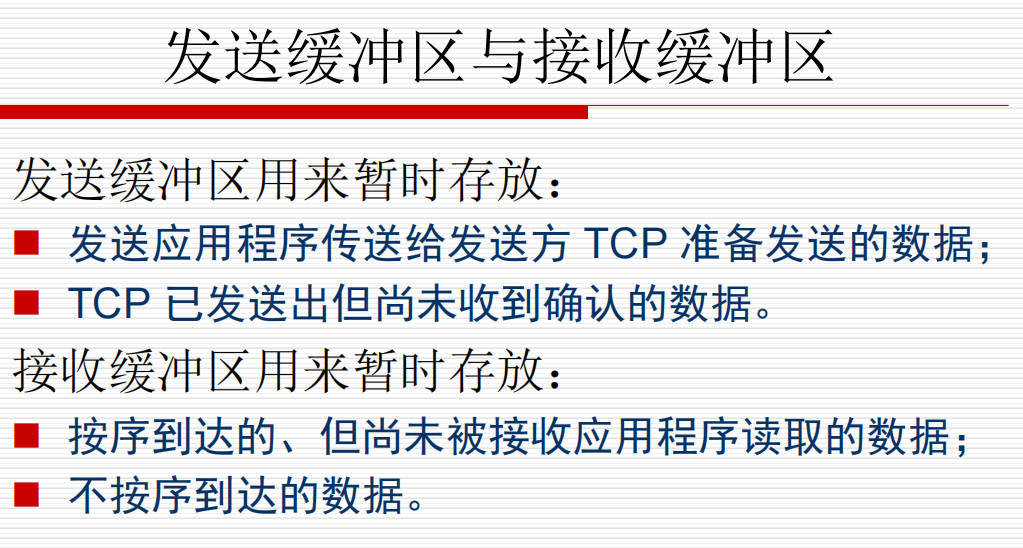 发送缓冲区与接收缓冲区
发送缓冲区用来暂时存放：
发送应用程序传送给发送方 TCP 准备发送的数据；
TCP 已发送出但尚未收到确认的数据。
接收缓冲区用来暂时存放：
按序到达的、但尚未被接收应用程序读取的数据；
不按序到达的数据。